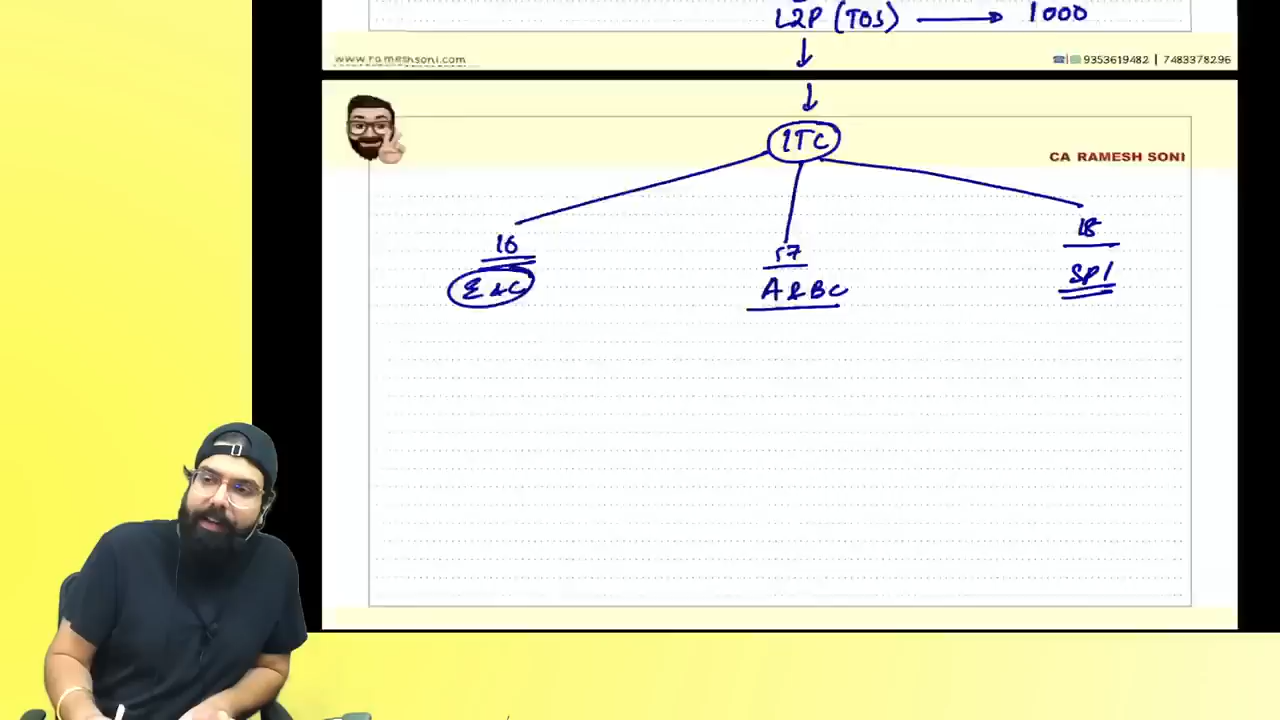 L2P (TOS) → 1000
www.rameshsoni.com 9353619482 | 7483378296
ITC
CA RAMESH SONI
16 17 18
E & C A & BC SPI